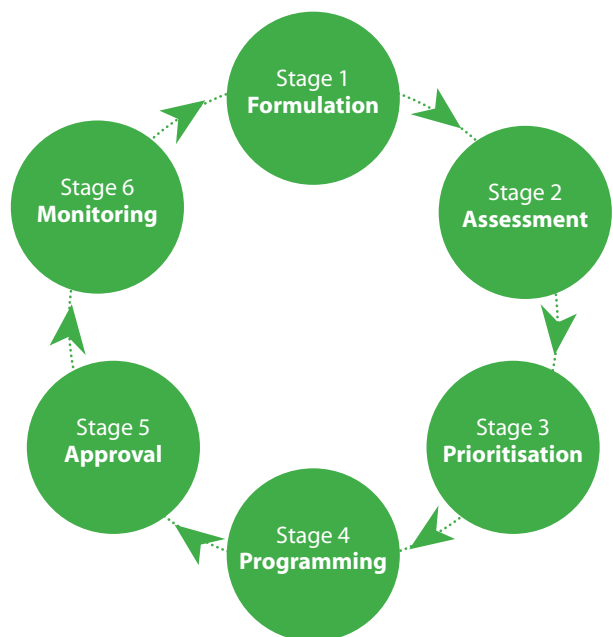 Stage 1
Formulation
Stage 2
Assessment
Stage 3
Prioritisation
Stage 4
Programming
Stage 5
Approval
Stage 6
Monitoring